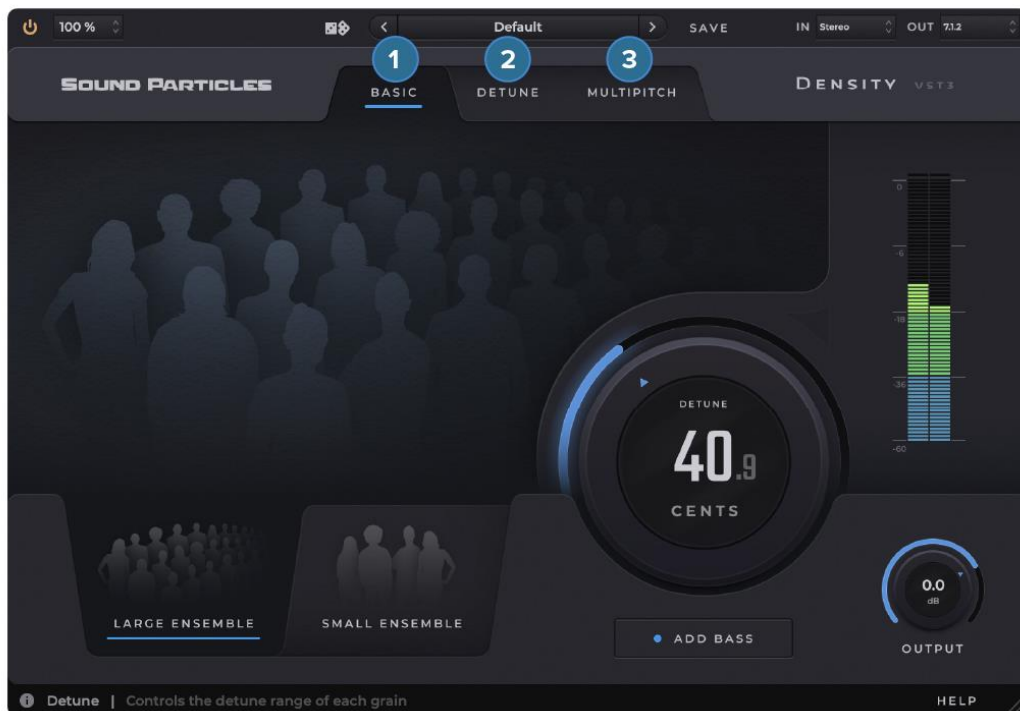 100 %
Default
SAVE
IN Stereo
OUT 7.1.2
1
2
3
SOUND PARTICLES
BASIC
DETUNE
MULTIPITCH
DENSITY VST3
0
-6
-18
-36
-60
DETUNE
40.9
CENTS
LARGE ENSEMBLE
SMALL ENSEMBLE
ADD BASS
0.0
dB
OUTPUT
Detune | Controls the detune range of each grain
HELP